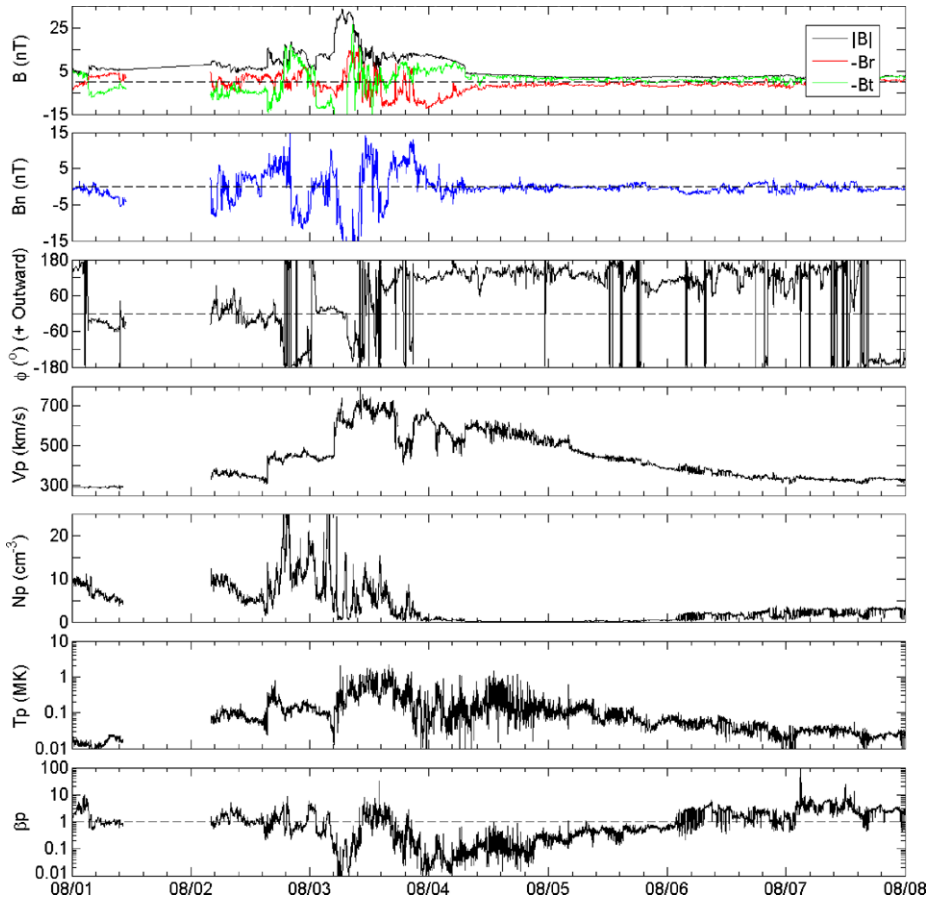 B (nT)
35
5
-15
|B|
-Br
-Bt
Bn (nT)
15
5
-5
-15
ϕ (°) (+ Outward)
180
60
-60
-180
Vp (km/s)
700
500
300
Np (cm⁻³)
20
10
0
Tp (MK)
10
1
0.1
0.01
βp
100
10
1
0.1
0.01
08/01 08/02 08/03 08/04 08/05 08/06 08/07 08/08